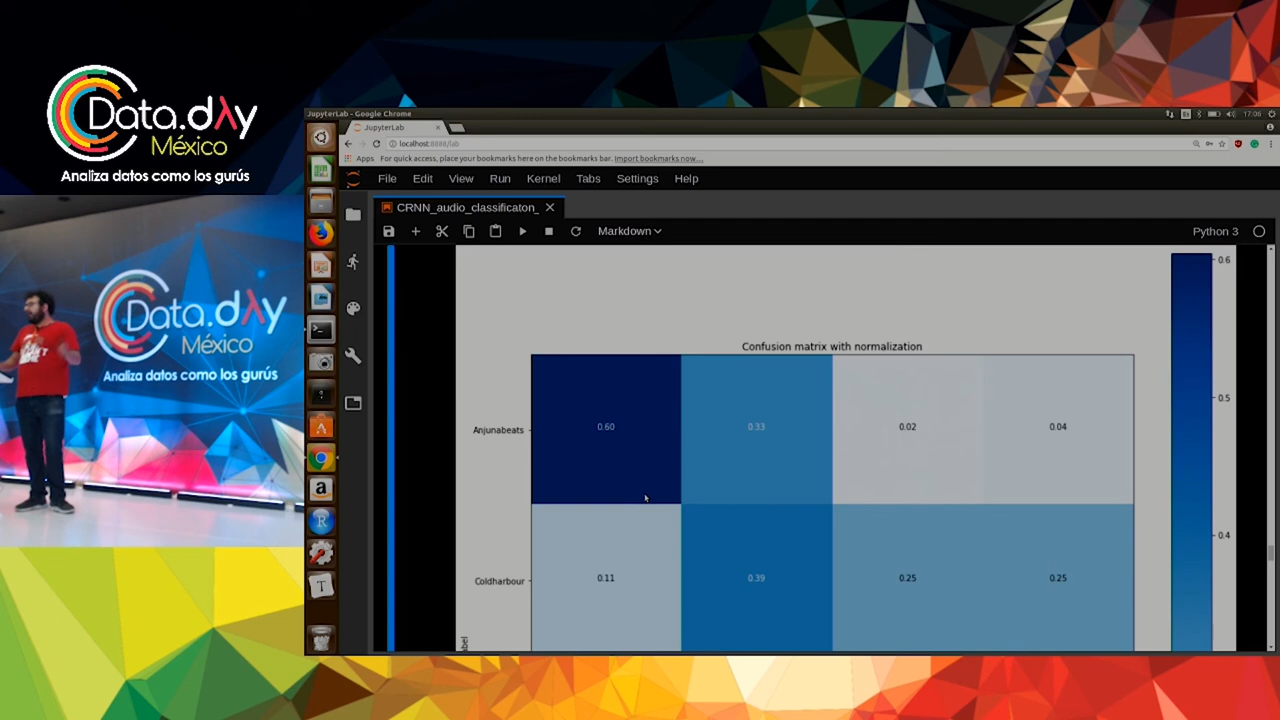 Data.dλy
México
Analiza datos como los gurús
Data.dλy
México
Analiza datos como los gurús
JupyterLab - Google Chrome
17:06
JupyterLab
localhost:8888/lab
Apps For quick access, place your bookmarks here on the bookmarks bar. Import bookmarks now...
File Edit View Run Kernel Tabs Settings Help
CRNN_audio_classificaton_
Markdown
Python 3
Confusion matrix with normalization
Anjunabeats
0.60 0.33 0.02 0.04
Coldharbour
0.11 0.39 0.25 0.25
0.6
0.5
0.4